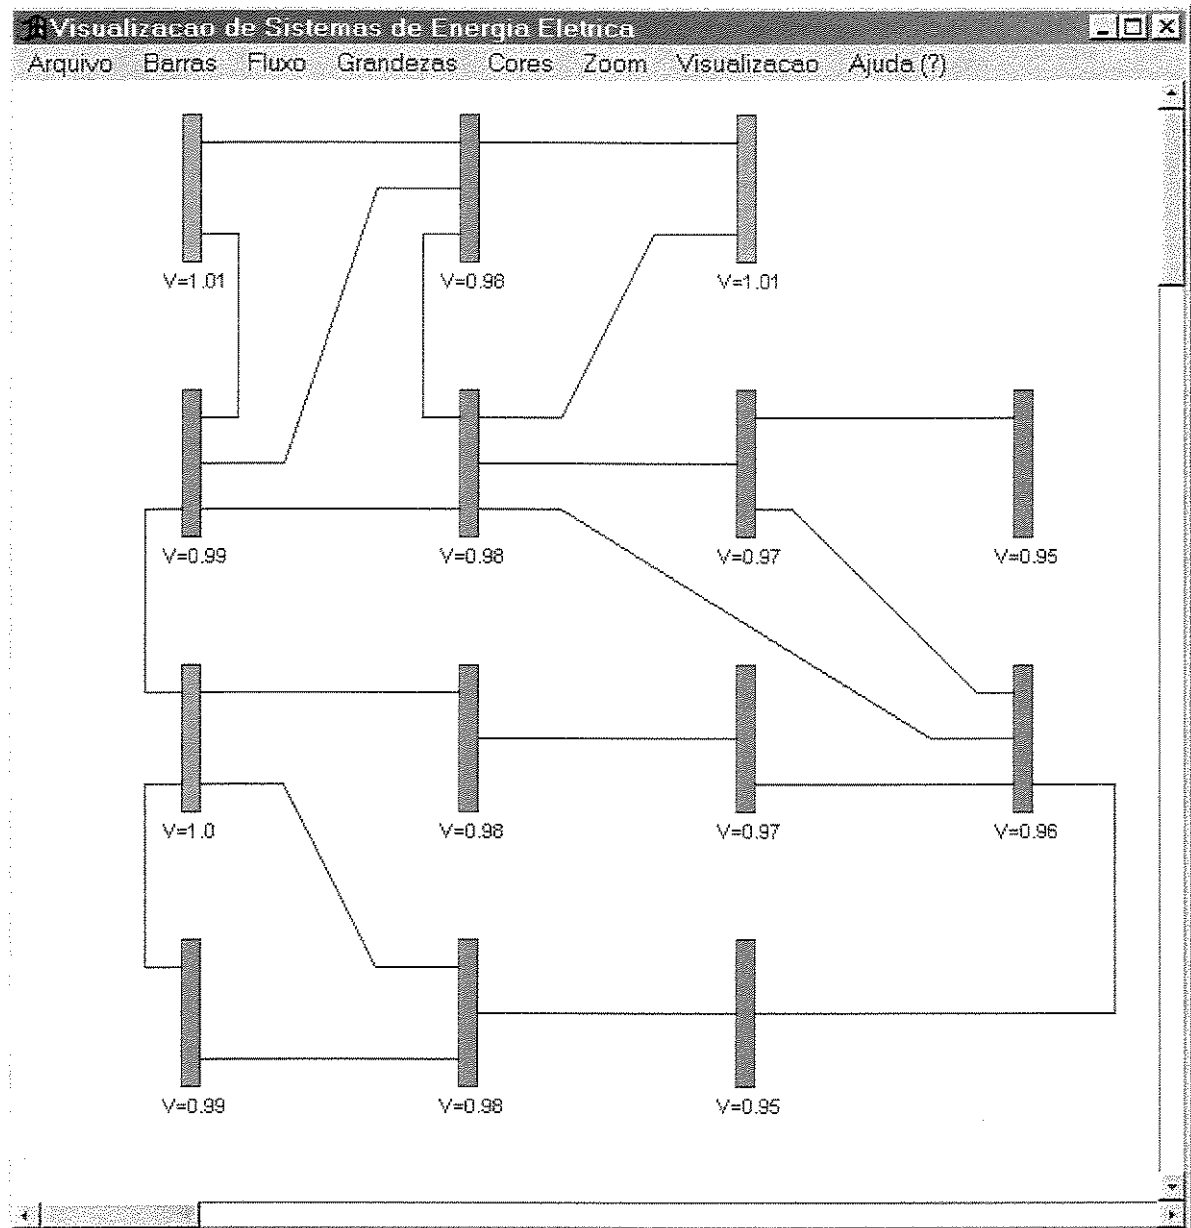 Visualizacao de Sistemas de Energia Eletrica
Arquivo Barras Fluxo Grandezas Cores Zoom Visualizacao Ajuda (?)
V=1.01 V=0.98 V=1.01
V=0.99 V=0.98 V=0.97 V=0.95
V=1.0 V=0.98 V=0.97 V=0.96
V=0.99 V=0.98 V=0.95